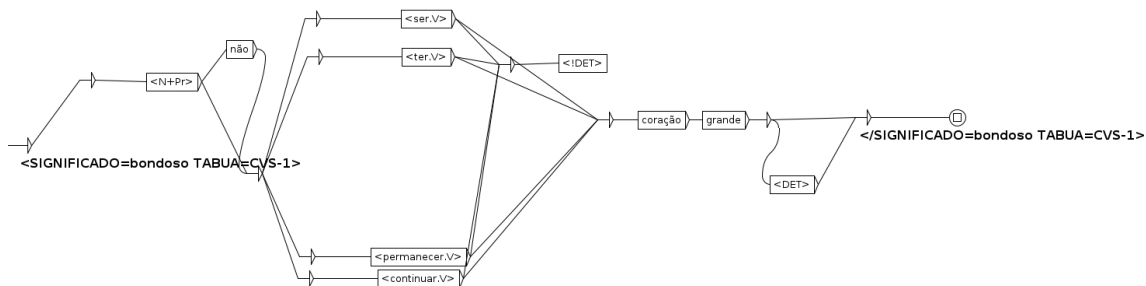 <ser.V>
não
<ter.V>
<!DET>
<N+Pr>
coração
grande
<SIGNIFICADO=bondoso TABUA=CVS-1>
</SIGNIFICADO=bondoso TABUA=CVS-1>
<DET>
<permanecer.V>
<continuar.V>